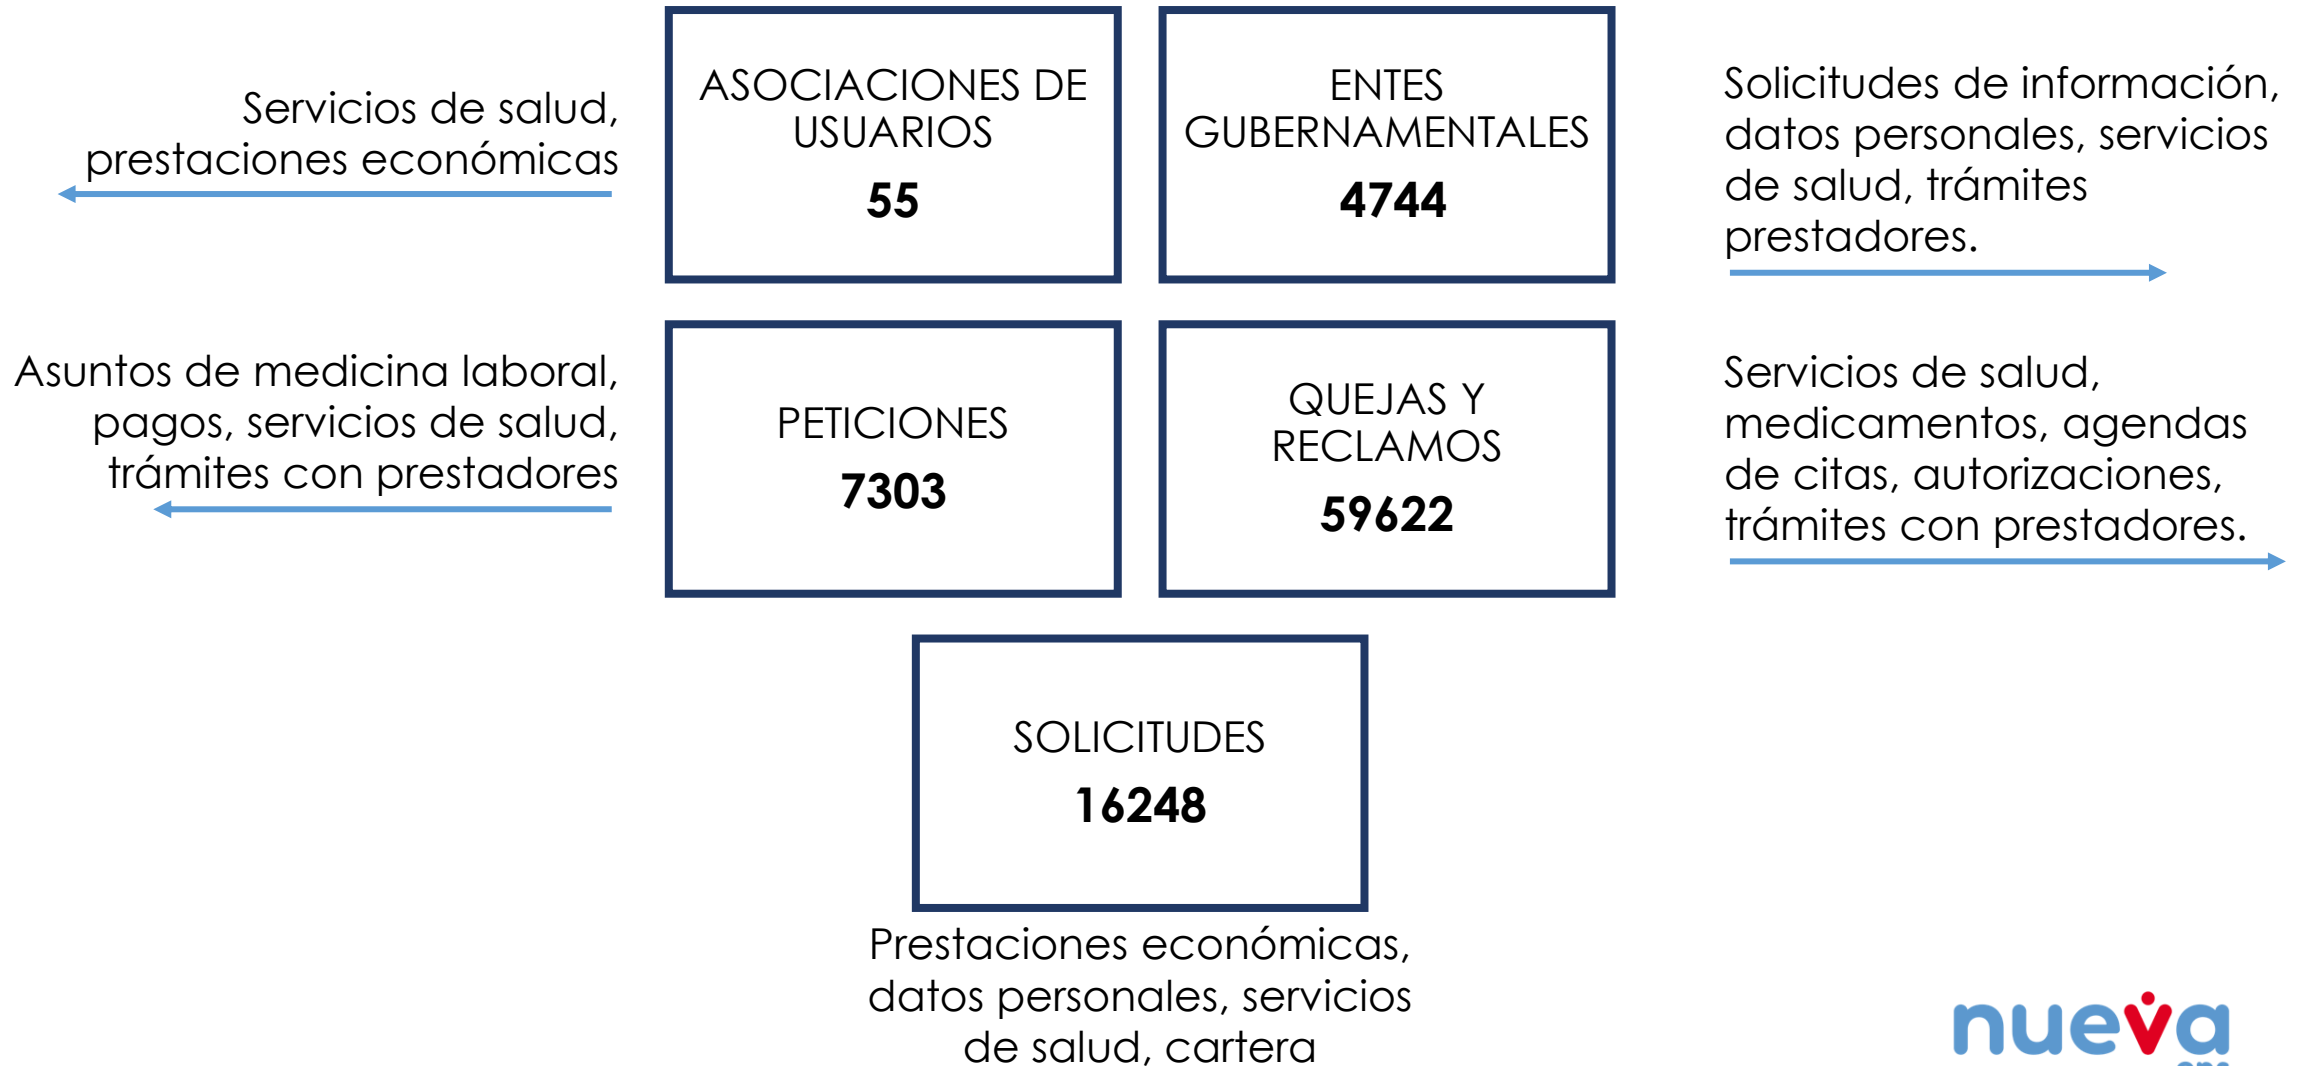 Servicios de salud,
prestaciones económicas
ASOCIACIONES DE
USUARIOS
55
ENTES
GUBERNAMENTALES
4744
Solicitudes de información,
datos personales, servicios
de salud, trámites
prestadores.
Asuntos de medicina laboral,
pagos, servicios de salud,
trámites con prestadores
PETICIONES
7303
QUEJAS Y
RECLAMOS
59622
Servicios de salud,
medicamentos, agendas
de citas, autorizaciones,
trámites con prestadores.
SOLICITUDES
16248
Prestaciones económicas,
datos personales, servicios
de salud, cartera
nueva